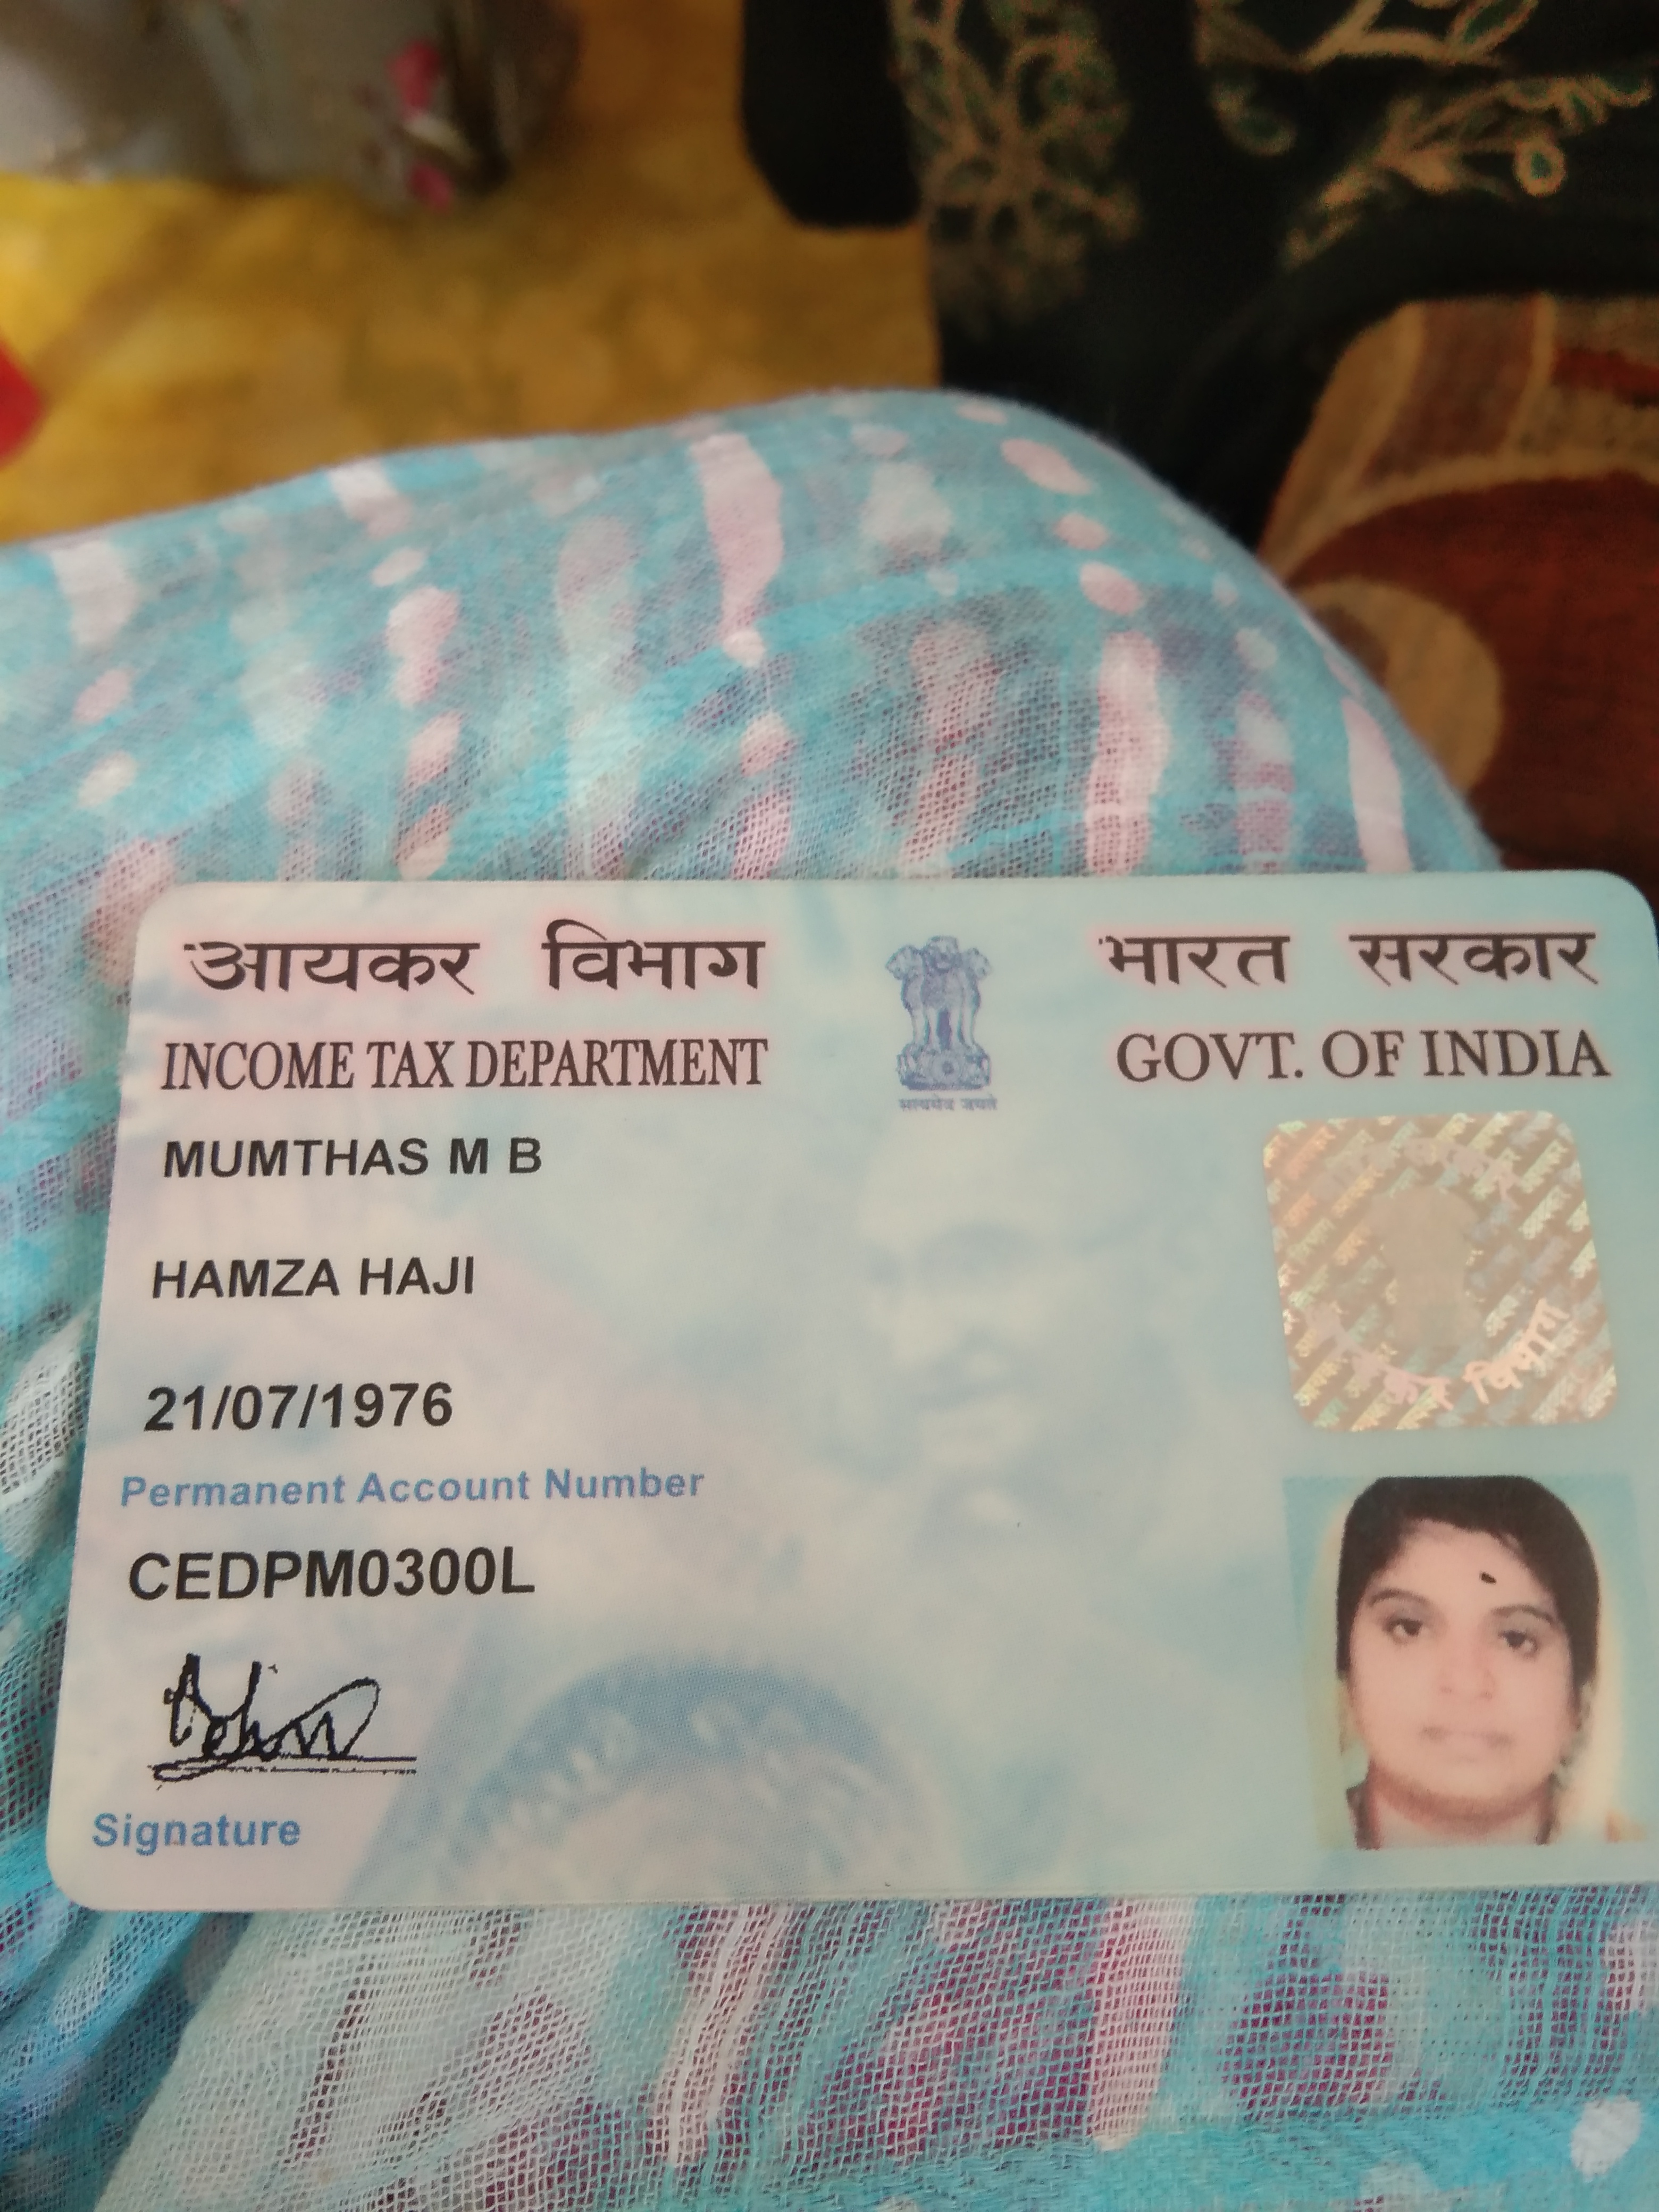 आयकर विभाग
भारत सरकार
INCOME TAX DEPARTMENT
GOVT. OF INDIA
सत्यमेव जयते
MUMTHAS M B
HAMZA HAJI
21/07/1976
Permanent Account Number
CEDPM0300L
Signature